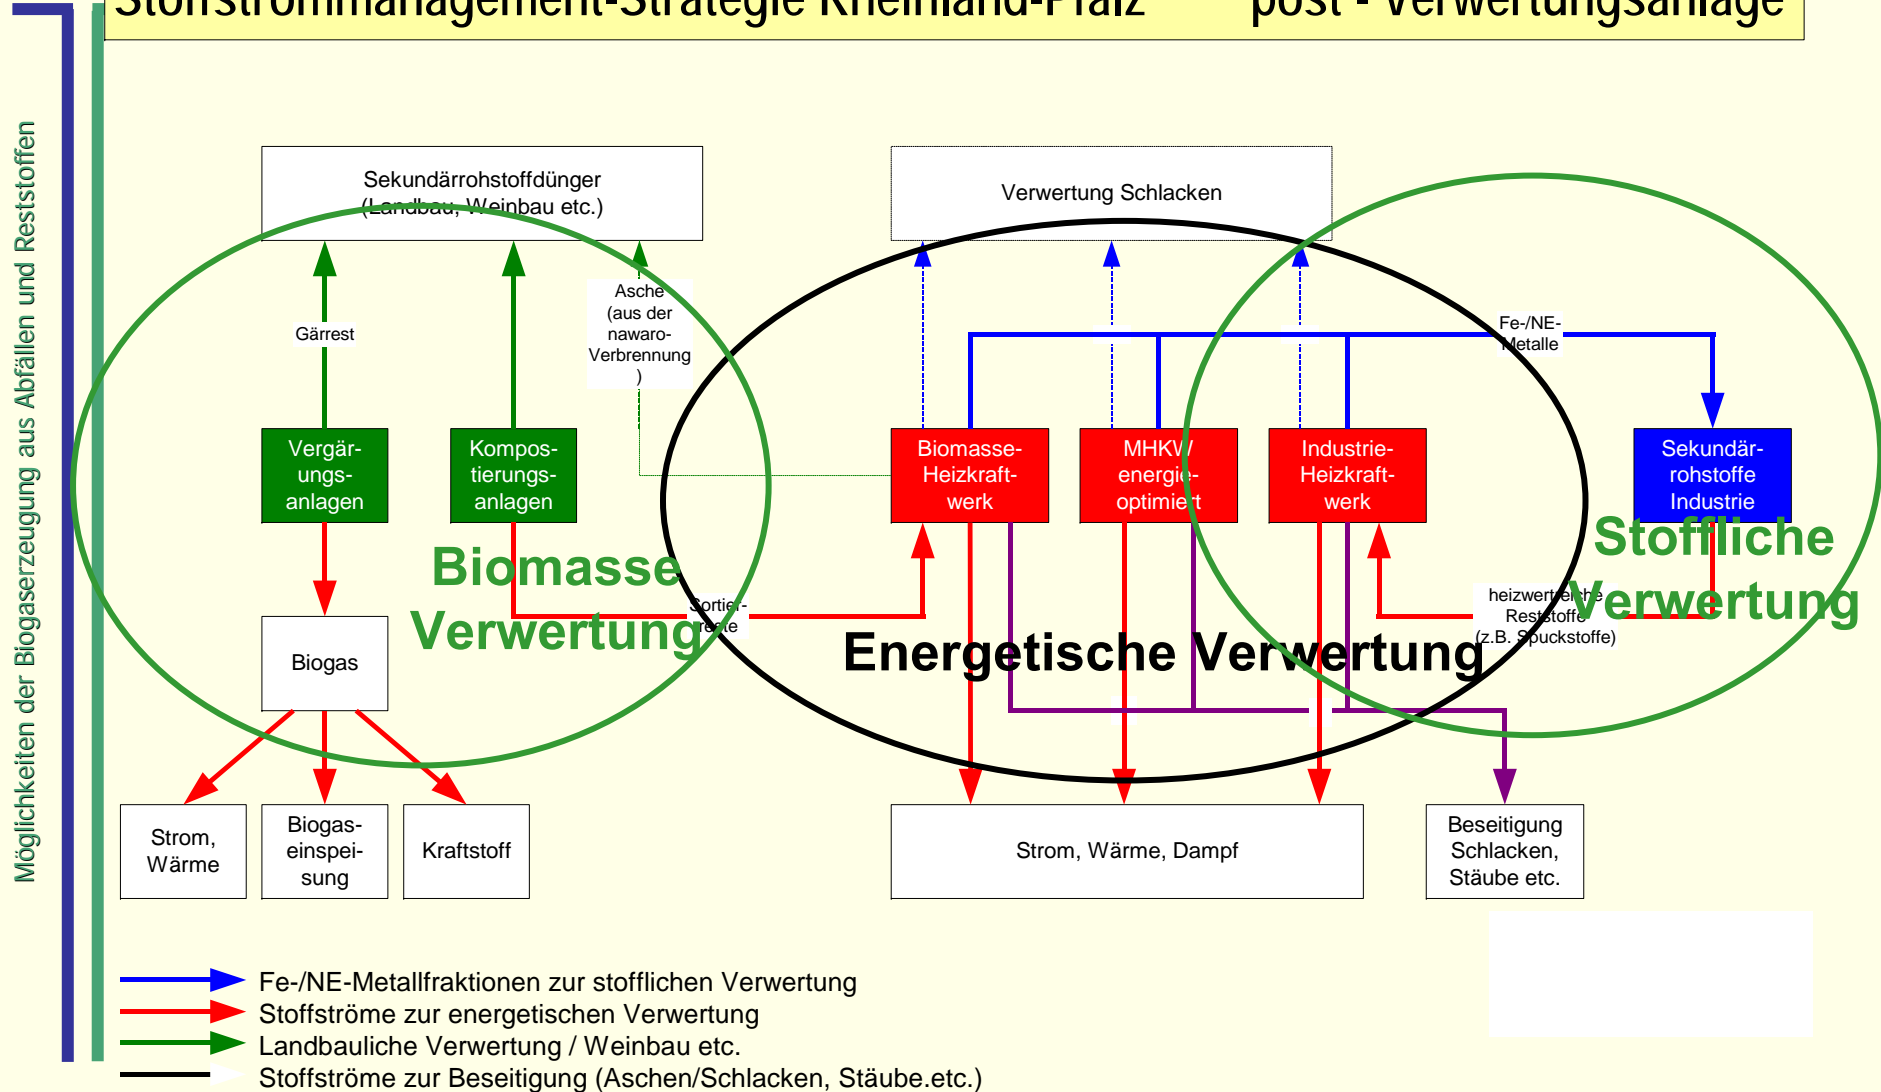 Stoffstrommanagement-Strategie Rheinland-Pfalz post - Verwertungsanlage
Möglichkeiten der Biogaserzeugung aus Abfällen und Reststoffen
Sekundärrohstoffdünger
(Landbau, Weinbau etc.)
Verwertung Schlacken
Gärrest
Asche
(aus der
nawaro-
Verbrennung
)
Fe-/NE-
Metalle
Vergär-
ungs-
anlagen
Kompos-
tierungs-
anlagen
Biomasse-
Heizkraft-
werk
MHKW
energie-
optimiert
Industrie-
Heizkraft-
werk
Sekundär-
rohstoffe
Industrie
Biomasse
Verwertung
Sortier-
reste
Energetische Verwertung
heizwertreiche
Reststoffe
(z.B. Spuckstoffe)
Stoffliche
Verwertung
Biogas
Strom,
Wärme
Biogas-
einspei-
sung
Kraftstoff
Strom, Wärme, Dampf
Beseitigung
Schlacken,
Stäube etc.
Fe-/NE-Metallfraktionen zur stofflichen Verwertung
Stoffströme zur energetischen Verwertung
Landbauliche Verwertung / Weinbau etc.
Stoffströme zur Beseitigung (Aschen/Schlacken, Stäube.etc.)